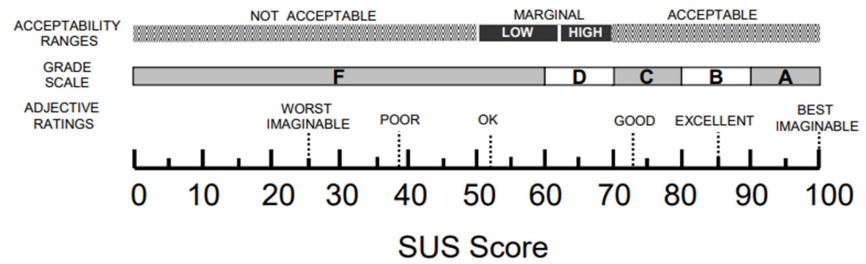 NOT ACCEPTABLE MARGINAL ACCEPTABLE
ACCEPTABILITY
RANGES
LOW HIGH
GRADE
SCALE
F D C B A
ADJECTIVE
RATINGS
WORST
IMAGINABLE
POOR
OK
GOOD
EXCELLENT
BEST
IMAGINABLE
0 10 20 30 40 50 60 70 80 90 100
SUS Score